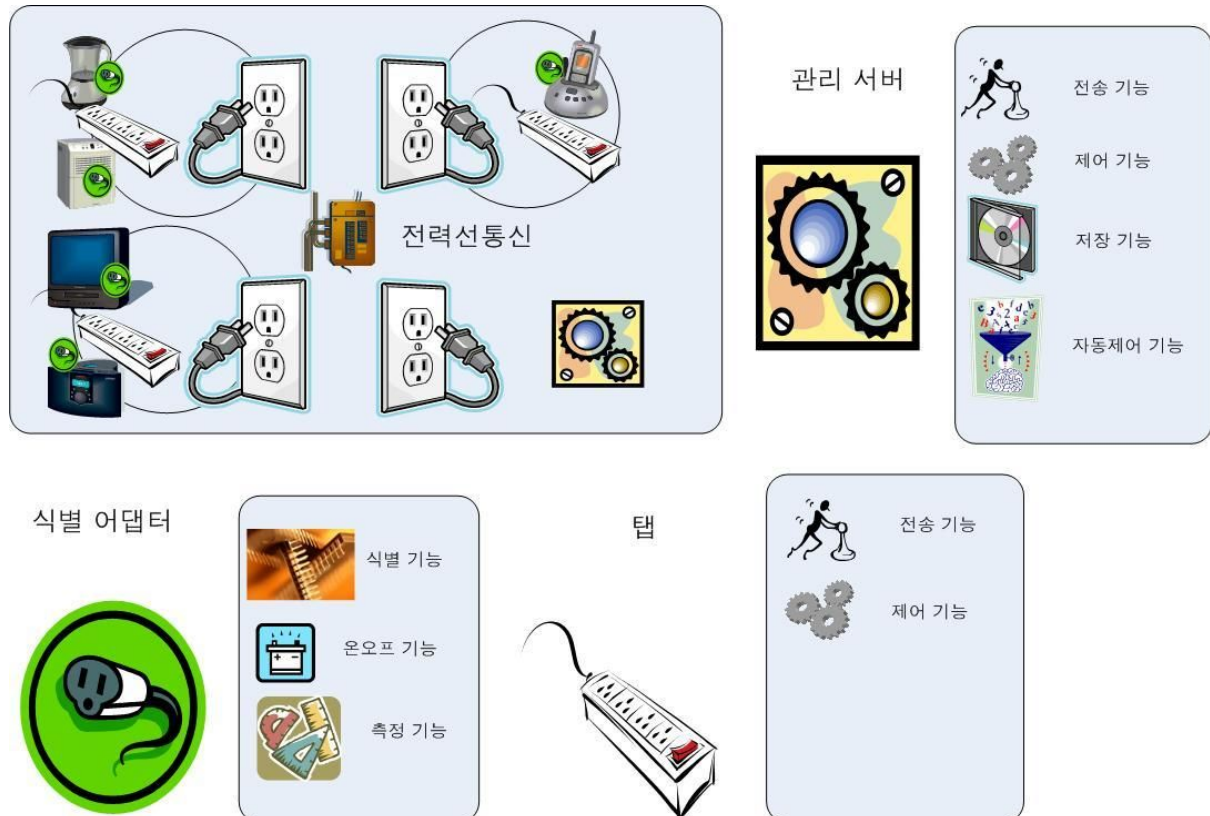 전력선통신
관리 서버
전송 기능
제어 기능
저장 기능
자동제어 기능
식별 어댑터
식별 기능
온오프 기능
측정 기능
탭
전송 기능
제어 기능